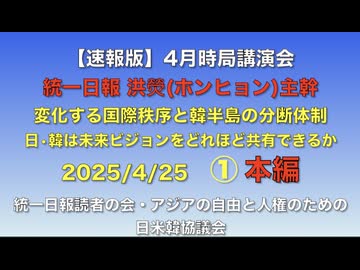 【速報版】4月時局講演会
統一日報 洪熒(ホンヒョン)主幹
変化する国際秩序と韓半島の分断体制
日・韓は未来ビジョンをどれほど共有できるか
2025/4/25 ①本編
統一日報読者の会・アジアの自由と人権のための
日米韓協議会